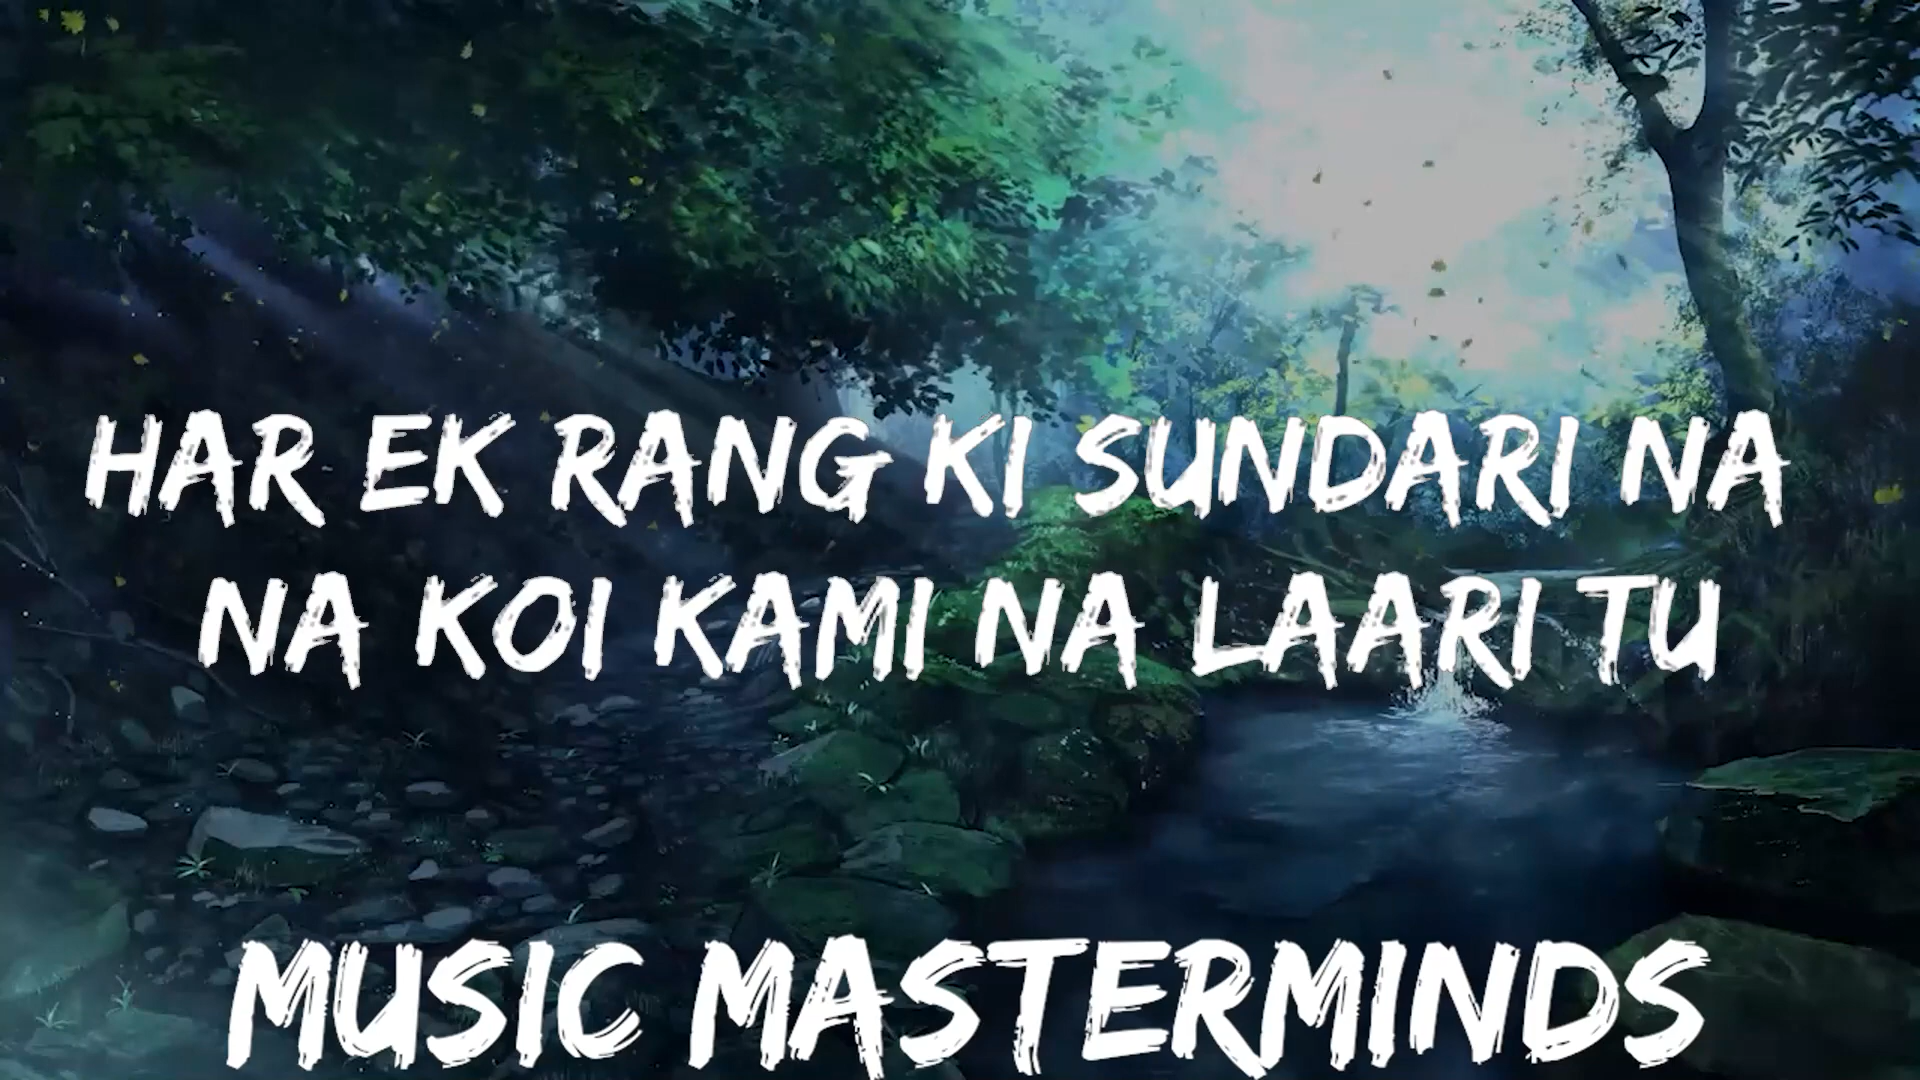 HAR EK RANG KI SUNDARI NA
NA KOI KAMI NA LAARI TU
MUSIC MASTERMINDS